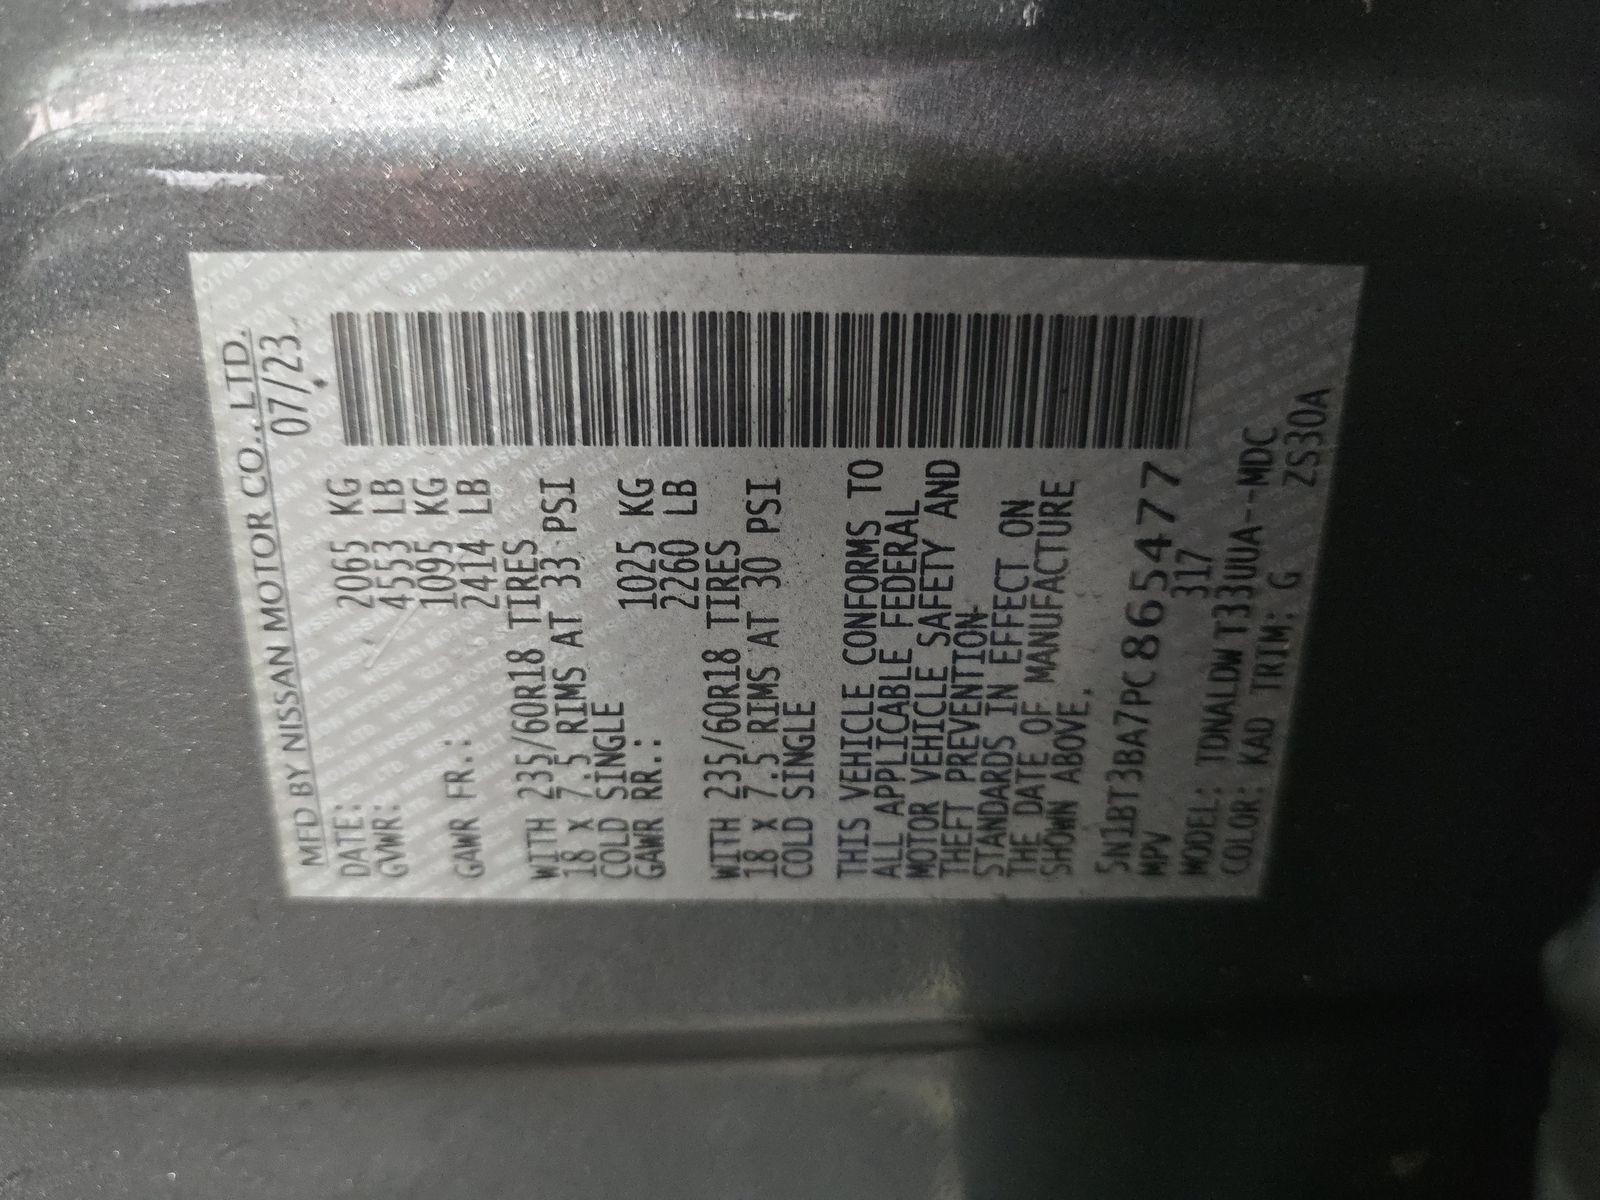 MFD BY NISSAN MOTOR CO., LTD.
DATE: 07/23
GVWR: 2065 KG
4553 LB
GAWR FR.: 1095 KG
2414 LB
WITH 235/60R18 TIRES
18 X 7.5 RIMS AT 33 PSI
COLD SINGLE
GAWR RR.: 1025 KG
2260 LB
WITH 235/60R18 TIRES
18 X 7.5 RIMS AT 30 PSI
COLD SINGLE
THIS VEHICLE CONFORMS TO
ALL APPLICABLE FEDERAL
MOTOR VEHICLE SAFETY AND
THEFT PREVENTION
STANDARDS IN EFFECT ON
THE DATE OF MANUFACTURE
SHOWN ABOVE.
5N1BT3BA7PC865477
MPV 317
MODEL: TDNALDWT33UUA--MDC
COLOR: KAD TRIM: G ZS30A